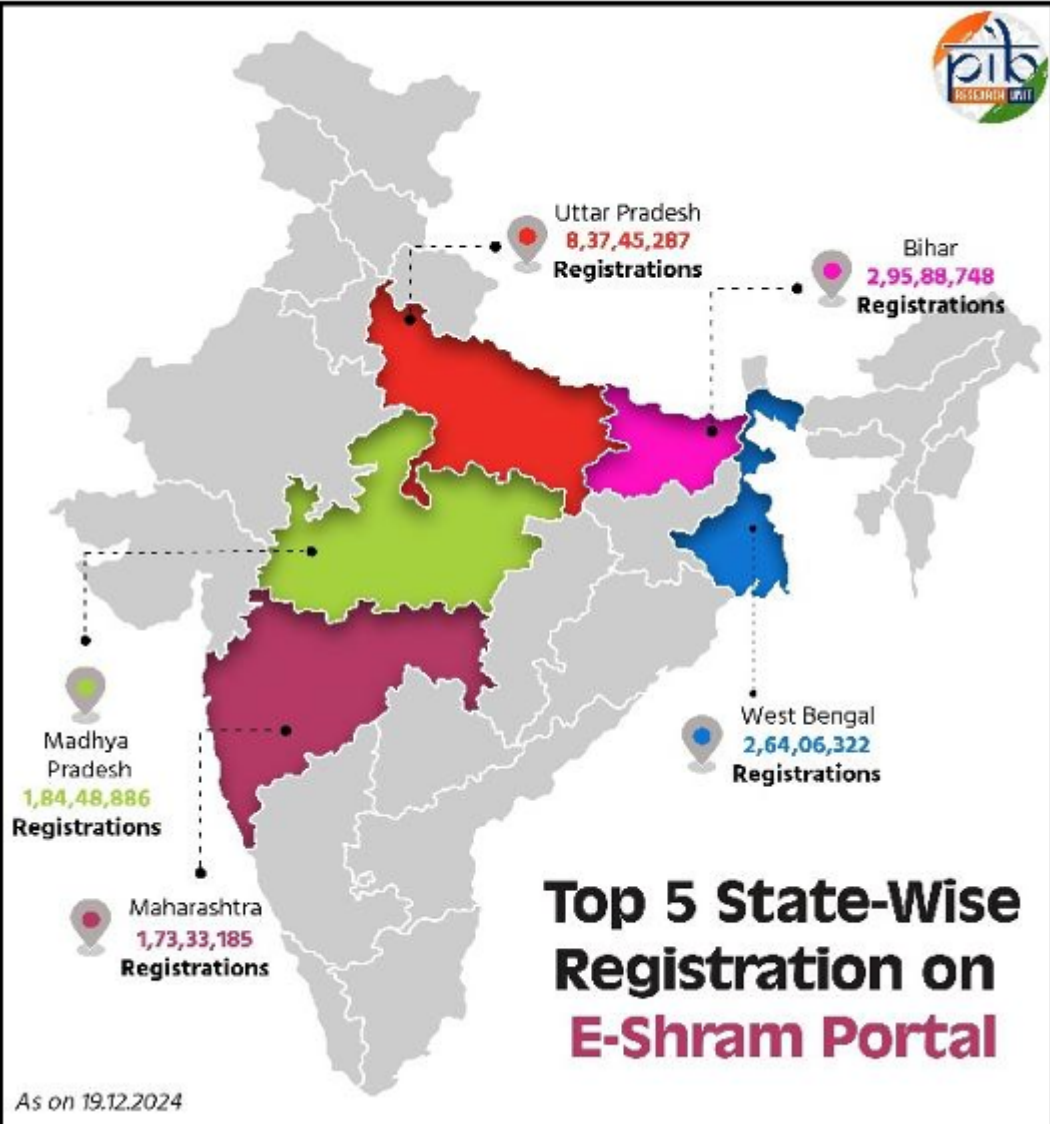 pib
RESEARCH UNIT
Uttar Pradesh
8,37,45,287
Registrations
Bihar
2,95,88,748
Registrations
West Bengal
2,64,06,322
Registrations
Madhya
Pradesh
1,84,48,886
Registrations
Maharashtra
1,73,33,185
Registrations
Top 5 State-Wise
Registration on
E-Shram Portal
As on 19.12.2024